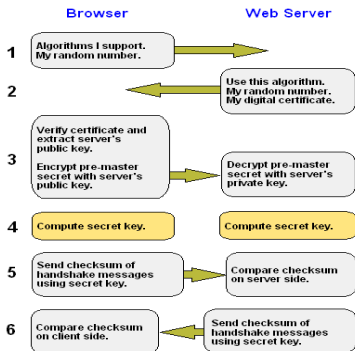 Browser
Web Server
1
Algorithms I support.
My random number.
2
Use this algorithm.
My random number.
My digital certificate.
3
Verify certificate and
extract server's
public key.
Encrypt pre-master
secret with server's
public key.
Decrypt pre-master
secret with server's
private key.
4
Compute secret key.
Compute secret key.
5
Send checksum of
handshake messages
using secret key.
Compare checksum
on server side.
6
Compare checksum
on client side.
Send checksum of
handshake messages
using secret key.